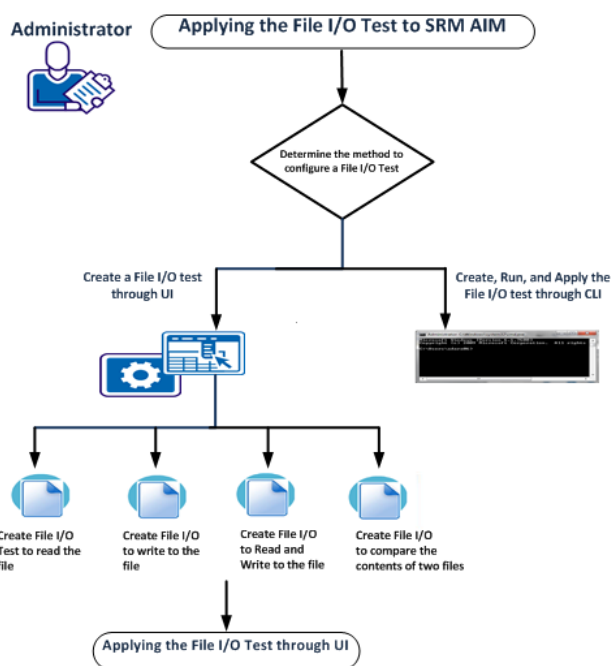 Administrator
Applying the File I/O Test to SRM AIM
Determine the method to
configure a File I/O Test
Create a File I/O test
through UI
Create, Run, and Apply the
File I/O test through CLI
Create File I/O
Test to read the
file
Create File I/O
to write to the
file
Create File I/O
to Read and
Write to the file
Create File I/O
to compare the
contents of two files
Applying the File I/O Test through UI